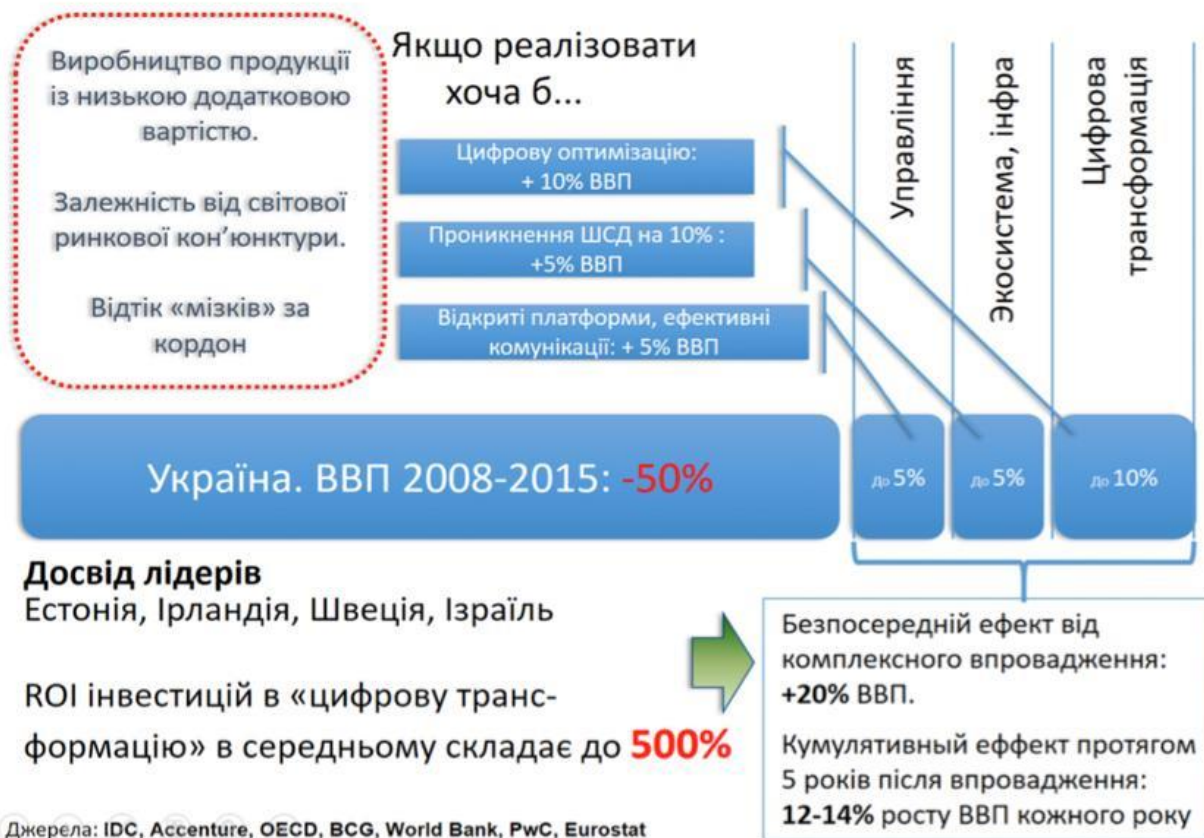 Виробництво продукції
із низькою додатковою
вартістю.
Залежність від світової
ринкової кон’юнктури.
Відтік «мізків» за
кордон
Якщо реалізовати
хоча б...
Цифрову оптимізацію:
+ 10% ВВП
Проникнення ШСД на 10% :
+5% ВВП
Відкриті платформи, ефективні
комунікації: + 5% ВВП
Управління
Экосистема, інфра
Цифрова
трансформація
Україна. ВВП 2008-2015: -50%
до 5%
до 5%
до 10%
Досвід лідерів
Естонія, Ірландія, Швеція, Ізраїль
ROI інвестицій в «цифрову транс-
формацію» в середньому складає до 500%
Безпосередній ефект від
комплексного впровадження:
+20% ВВП.
Кумулятивный еффект протягом
5 років після впровадження:
12-14% росту ВВП кожного року
Джерела: IDC, Accenture, OECD, BCG, World Bank, PwC, Eurostat